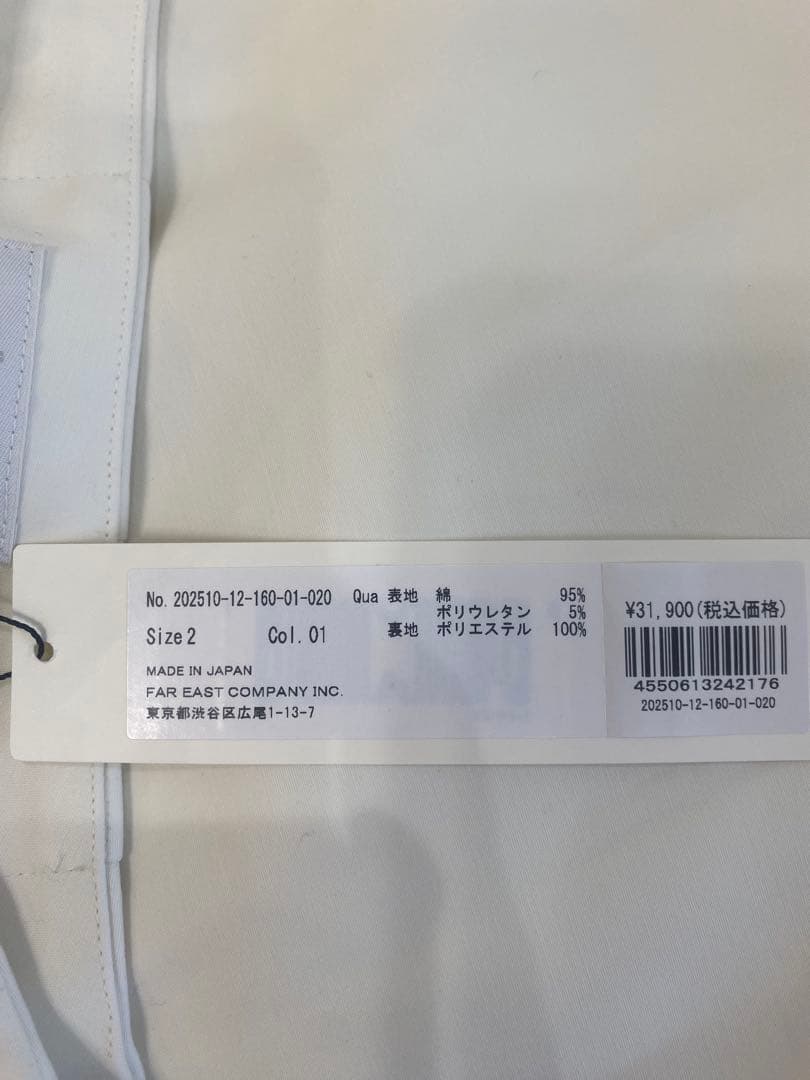 No. 202510-12-160-01-020
Size 2 Col. 01
MADE IN JAPAN
FAR EAST COMPANY INC.
東京都渋谷区広尾1-13-7
Qua 表地 綿 95%
ポリウレタン 5%
裏地 ポリエステル 100%
¥31,900(税込価格)
4550613242176
202510-12-160-01-020